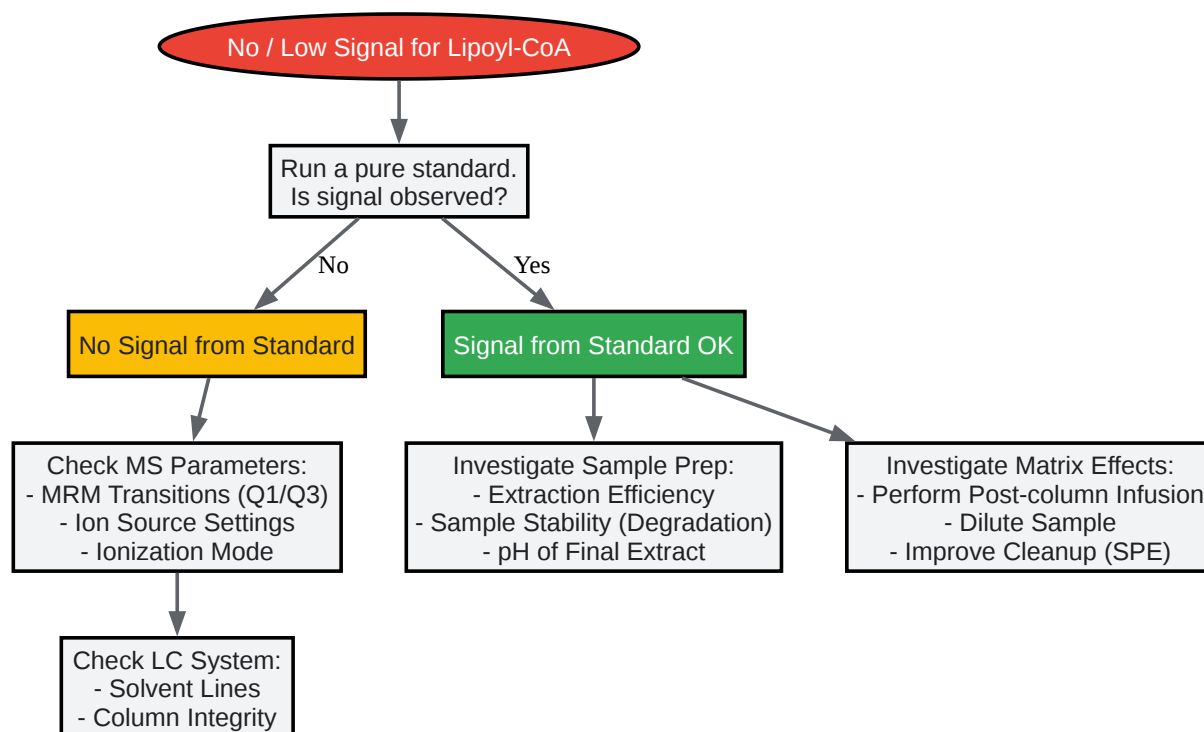 No / Low Signal for Lipoyl-CoA
Run a pure standard.
Is signal observed?
No
Yes
No Signal from Standard
Signal from Standard OK
Check MS Parameters:
- MRM Transitions (Q1/Q3)
- Ion Source Settings
- Ionization Mode
Investigate Sample Prep:
- Extraction Efficiency
- Sample Stability (Degradation)
- pH of Final Extract
Investigate Matrix Effects:
- Perform Post-column Infusion
- Dilute Sample
- Improve Cleanup (SPE)
Check LC System:
- Solvent Lines
- Column Integrity